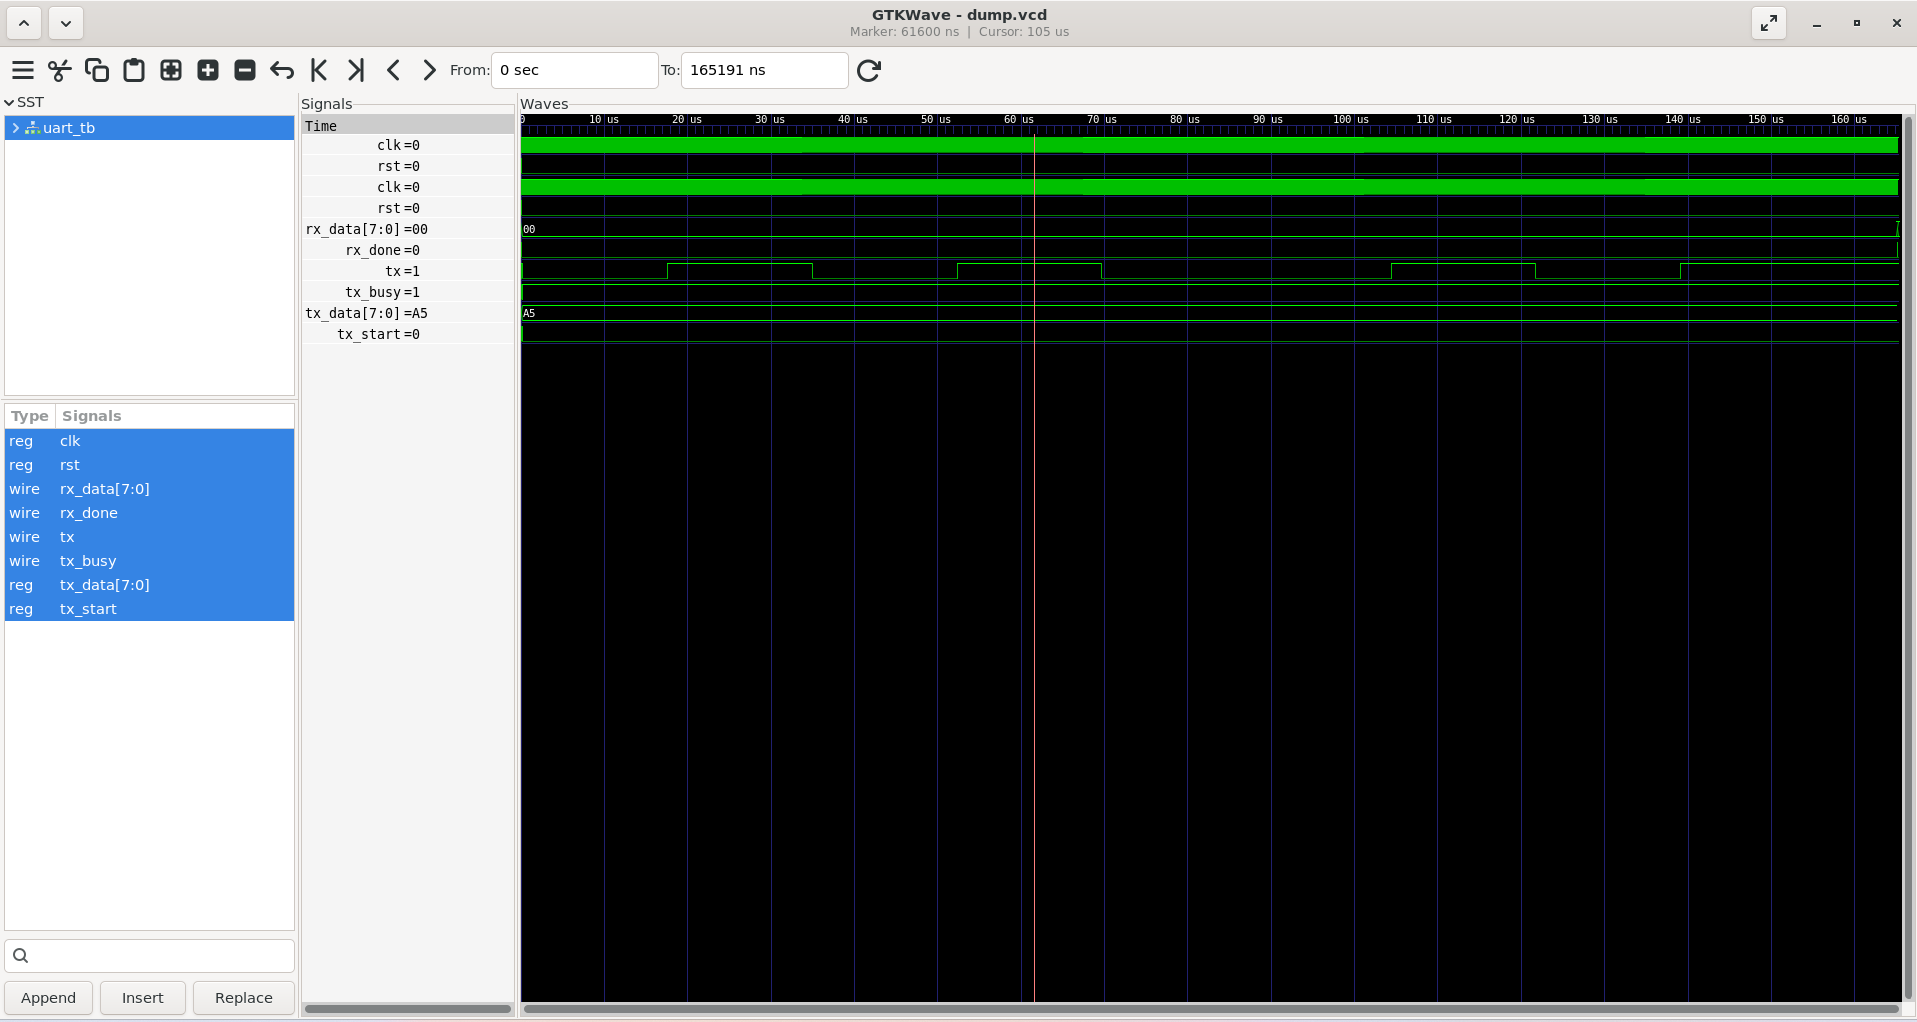 GTKWave - dump.vcd
Marker: 61600 ns | Cursor: 105 us
From: 0 sec To: 165191 ns
SST
uart_tb
Type Signals
reg clk
reg rst
wire rx_data[7:0]
wire rx_done
wire tx
wire tx_busy
reg tx_data[7:0]
reg tx_start
Append Insert Replace
Signals
Time
clk=0
rst=0
clk=0
rst=0
rx_data[7:0]=00
rx_done=0
tx=1
tx_busy=1
tx_data[7:0]=A5
tx_start=0
Waves
0 10 us 20 us 30 us 40 us 50 us 60 us 70 us 80 us 90 us 100 us 110 us 120 us 130 us 140 us 150 us 160 us
00
A5